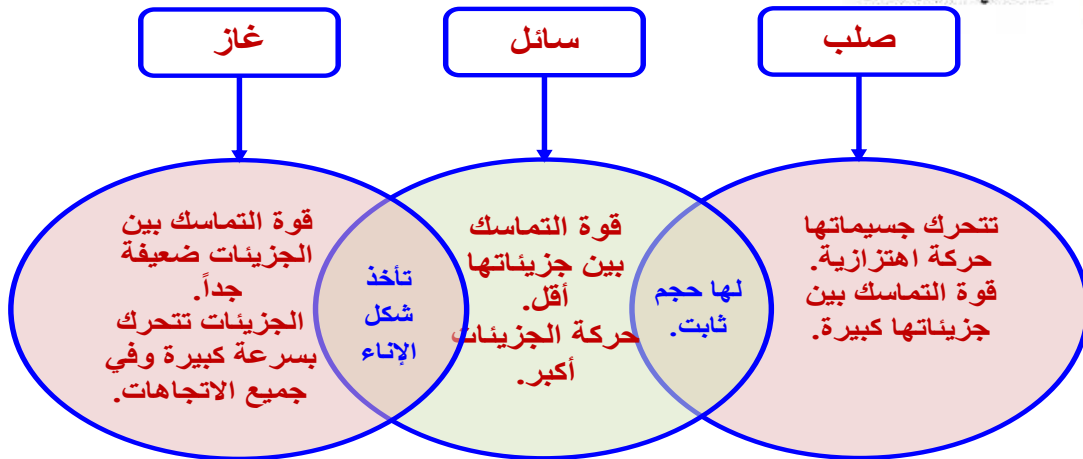 صلب
سائل
غاز
تتحرك جسيماتها
حركة اهتزازية.
قوة التماسك بين
جزيئاتها كبيرة.
لها حجم
ثابت.
قوة التماسك
بين جزيئاتها
أقل.
حركة الجزيئات
أكبر.
تأخذ
شكل
الإناء
قوة التماسك بين
الجزيئات ضعيفة
جداً.
الجزيئات تتحرك
بسرعة كبيرة وفي
جميع الاتجاهات.